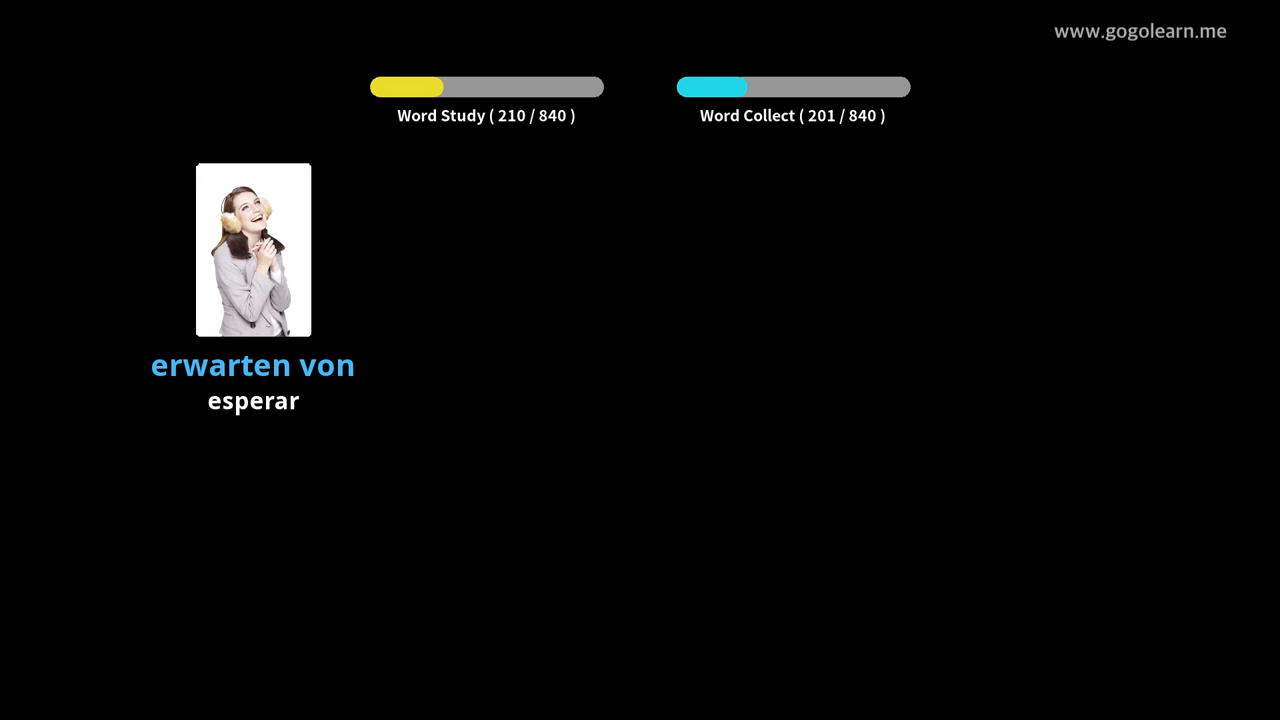 www.gogolearn.me
Word Study ( 210 / 840 )
Word Collect ( 201 / 840 )
erwarten von
esperar